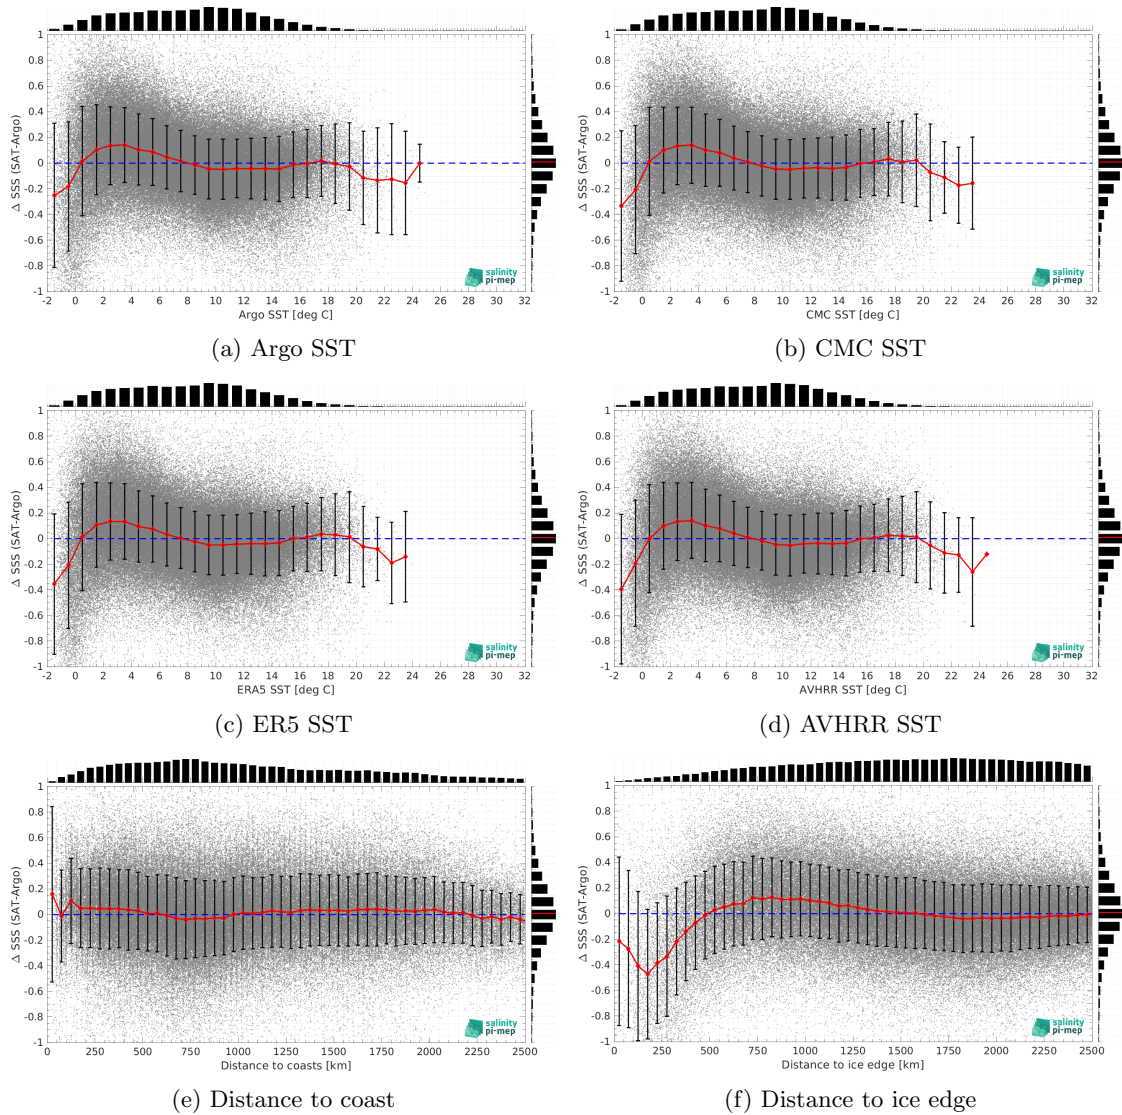 1
0.8
0.6
0.4
0.2
0
-0.2
-0.4
-0.6
-0.8
-1
Δ SSS (SAT-Argo)
salinity
pi-mep
-2 0 2 4 6 8 10 12 14 16 18 20 22 24 26 28 30 32
Argo SST [deg C]
(a) Argo SST
1
0.8
0.6
0.4
0.2
0
-0.2
-0.4
-0.6
-0.8
-1
Δ SSS (SAT-Argo)
salinity
pi-mep
-2 0 2 4 6 8 10 12 14 16 18 20 22 24 26 28 30 32
CMC SST [deg C]
(b) CMC SST
1
0.8
0.6
0.4
0.2
0
-0.2
-0.4
-0.6
-0.8
-1
Δ SSS (SAT-Argo)
salinity
pi-mep
-2 0 2 4 6 8 10 12 14 16 18 20 22 24 26 28 30 32
ERA5 SST [deg C]
(c) ER5 SST
1
0.8
0.6
0.4
0.2
0
-0.2
-0.4
-0.6
-0.8
-1
Δ SSS (SAT-Argo)
salinity
pi-mep
-2 0 2 4 6 8 10 12 14 16 18 20 22 24 26 28 30 32
AVHRR SST [deg C]
(d) AVHRR SST
1
0.8
0.6
0.4
0.2
0
-0.2
-0.4
-0.6
-0.8
-1
Δ SSS (SAT-Argo)
salinity
pi-mep
0 250 500 750 1000 1250 1500 1750 2000 2250 2500
Distance to coasts [km]
(e) Distance to coast
1
0.8
0.6
0.4
0.2
0
-0.2
-0.4
-0.6
-0.8
-1
Δ SSS (SAT-Argo)
salinity
pi-mep
0 250 500 750 1000 1250 1500 1750 2000 2250 2500
Distance to ice edge [km]
(f) Distance to ice edge